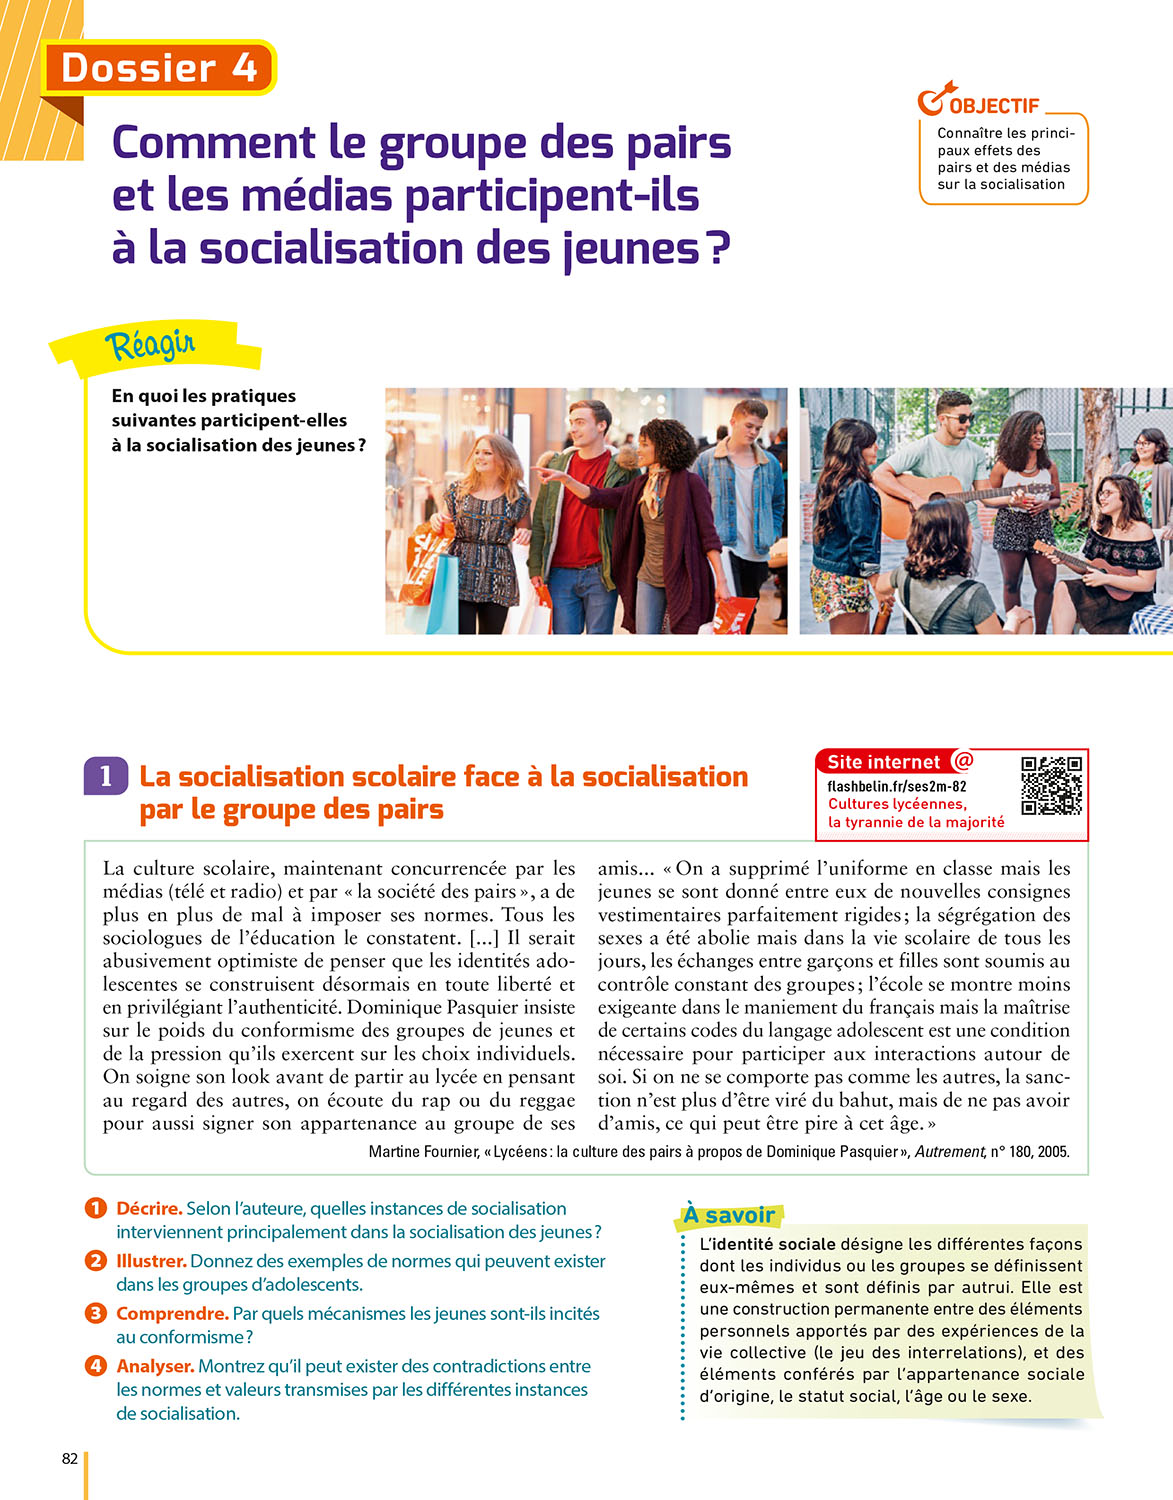 Dossier 4
Comment le groupe des pairs
et les médias participent-ils
à la socialisation des jeunes ?
OBJECTIF
Connaître les princi-
paux effets des
pairs et des médias
sur la socialisation
Réagir
En quoi les pratiques
suivantes participent-elles
à la socialisation des jeunes ?
1 La socialisation scolaire face à la socialisation
par le groupe des pairs
Site internet @
flashbelin.fr/ses2m-82
Cultures lycéennes,
la tyrannie de la majorité
La culture scolaire, maintenant concurrencée par les
médias (télé et radio) et par « la société des pairs », a de
plus en plus de mal à imposer ses normes. Tous les
sociologues de l’éducation le constatent. [...] Il serait
abusivement optimiste de penser que les identités ado-
lescentes se construisent désormais en toute liberté et
en privilégiant l’authenticité. Dominique Pasquier insiste
sur le poids du conformisme des groupes de jeunes et
de la pression qu’ils exercent sur les choix individuels.
On soigne son look avant de partir au lycée en pensant
au regard des autres, on écoute du rap ou du reggae
pour aussi signer son appartenance au groupe de ses
amis... « On a supprimé l’uniforme en classe mais les
jeunes se sont donné entre eux de nouvelles consignes
vestimentaires parfaitement rigides ; la ségrégation des
sexes a été abolie mais dans la vie scolaire de tous les
jours, les échanges entre garçons et filles sont soumis au
contrôle constant des groupes ; l’école se montre moins
exigeante dans le maniement du français mais la maîtrise
de certains codes du langage adolescent est une condition
nécessaire pour participer aux interactions autour de
soi. Si on ne se comporte pas comme les autres, la sanc-
tion n’est plus d’être viré du bahut, mais de ne pas avoir
d’amis, ce qui peut être pire à cet âge. »
Martine Fournier, « Lycéens : la culture des pairs à propos de Dominique Pasquier », Autrement, n° 180, 2005.
1 Décrire. Selon l’auteure, quelles instances de socialisation
interviennent principalement dans la socialisation des jeunes ?
2 Illustrer. Donnez des exemples de normes qui peuvent exister
dans les groupes d’adolescents.
3 Comprendre. Par quels mécanismes les jeunes sont-ils incités
au conformisme ?
4 Analyser. Montrez qu’il peut exister des contradictions entre
les normes et valeurs transmises par les différentes instances
de socialisation.
À savoir
L’identité sociale désigne les différentes façons
dont les individus ou les groupes se définissent
eux-mêmes et sont définis par autrui. Elle est
une construction permanente entre des éléments
personnels apportés par des expériences de la
vie collective (le jeu des interrelations), et des
éléments conférés par l’appartenance sociale
d’origine, le statut social, l’âge ou le sexe.
82